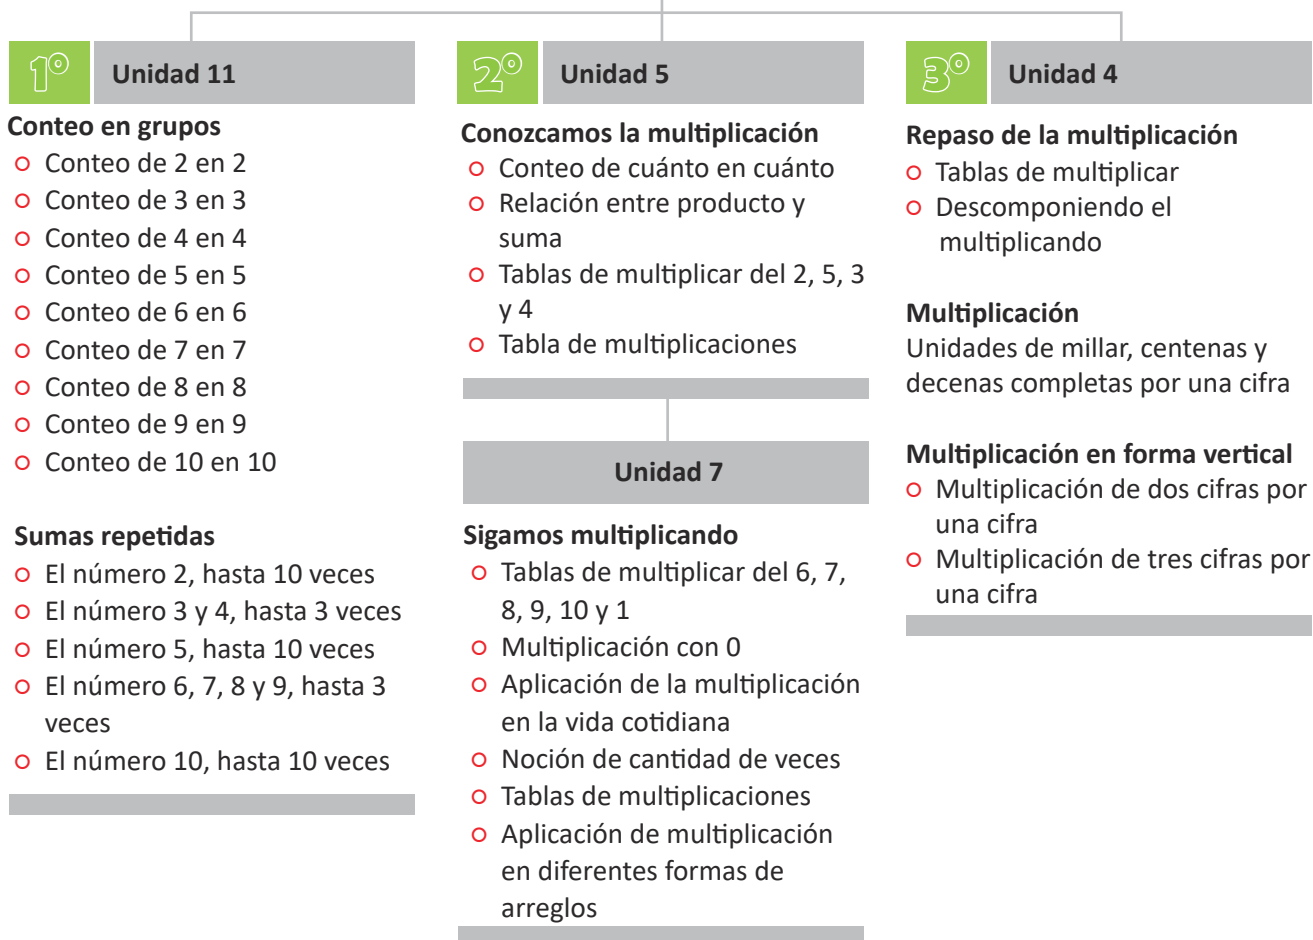 1º Unidad 11
Conteo en grupos
Conteo de 2 en 2
Conteo de 3 en 3
Conteo de 4 en 4
Conteo de 5 en 5
Conteo de 6 en 6
Conteo de 7 en 7
Conteo de 8 en 8
Conteo de 9 en 9
Conteo de 10 en 10
Sumas repetidas
El número 2, hasta 10 veces
El número 3 y 4, hasta 3 veces
El número 5, hasta 10 veces
El número 6, 7, 8 y 9, hasta 3
veces
El número 10, hasta 10 veces
2º Unidad 5
Conozcamos la multiplicación
Conteo de cuánto en cuánto
Relación entre producto y
suma
Tablas de multiplicar del 2, 5, 3
y 4
Tabla de multiplicaciones
Unidad 7
Sigamos multiplicando
Tablas de multiplicar del 6, 7,
8, 9, 10 y 1
Multiplicación con 0
Aplicación de la multiplicación
en la vida cotidiana
Noción de cantidad de veces
Tablas de multiplicaciones
Aplicación de multiplicación
en diferentes formas de
arreglos
3º Unidad 4
Repaso de la multiplicación
Tablas de multiplicar
Descomponiendo el
multiplicando
Multiplicación
Unidades de millar, centenas y
decenas completas por una cifra
Multiplicación en forma vertical
Multiplicación de dos cifras por
una cifra
Multiplicación de tres cifras por
una cifra